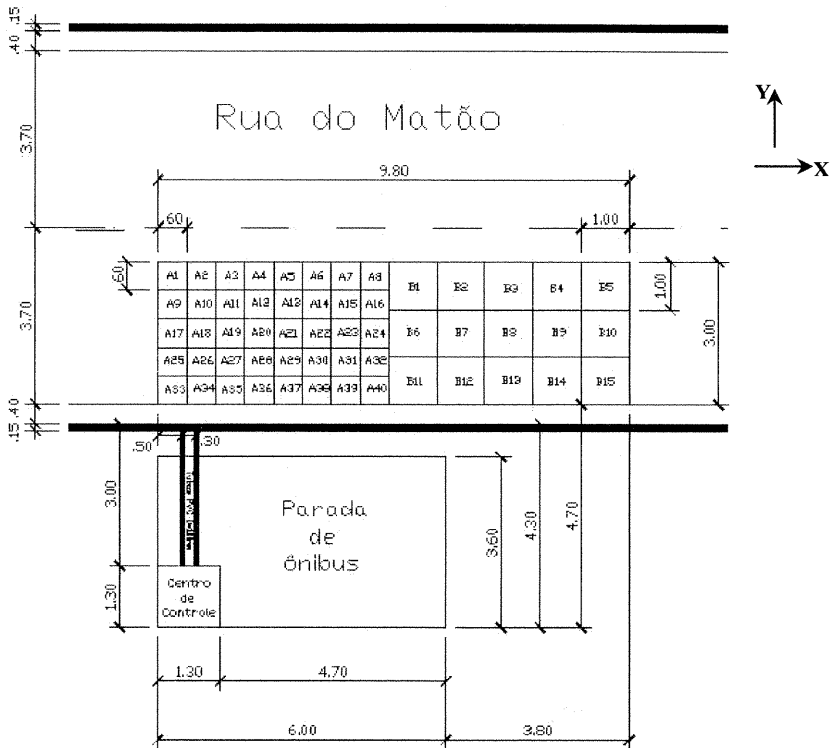 .15
.40
3.70
3.70
.40
.15
Rua do Matão
Y
X
9.80
.60
1.00
.60
1.00
3.00
A1 A2 A3 A4 A5 A6 A7 A8
A9 A10 A11 A12 A13 A14 A15 A16
A17 A18 A19 A20 A21 A22 A23 A24
A25 A26 A27 A28 A29 A30 A31 A32
A33 A34 A35 A36 A37 A38 A39 A40
B1 B2 B3 B4 B5
B6 B7 B8 B9 B10
B11 B12 B13 B14 B15
.50
.30
3.00
1.30
Parada
de
ônibus
Centro
de
Controle
3.60
4.30
4.70
1.30
4.70
6.00
3.80